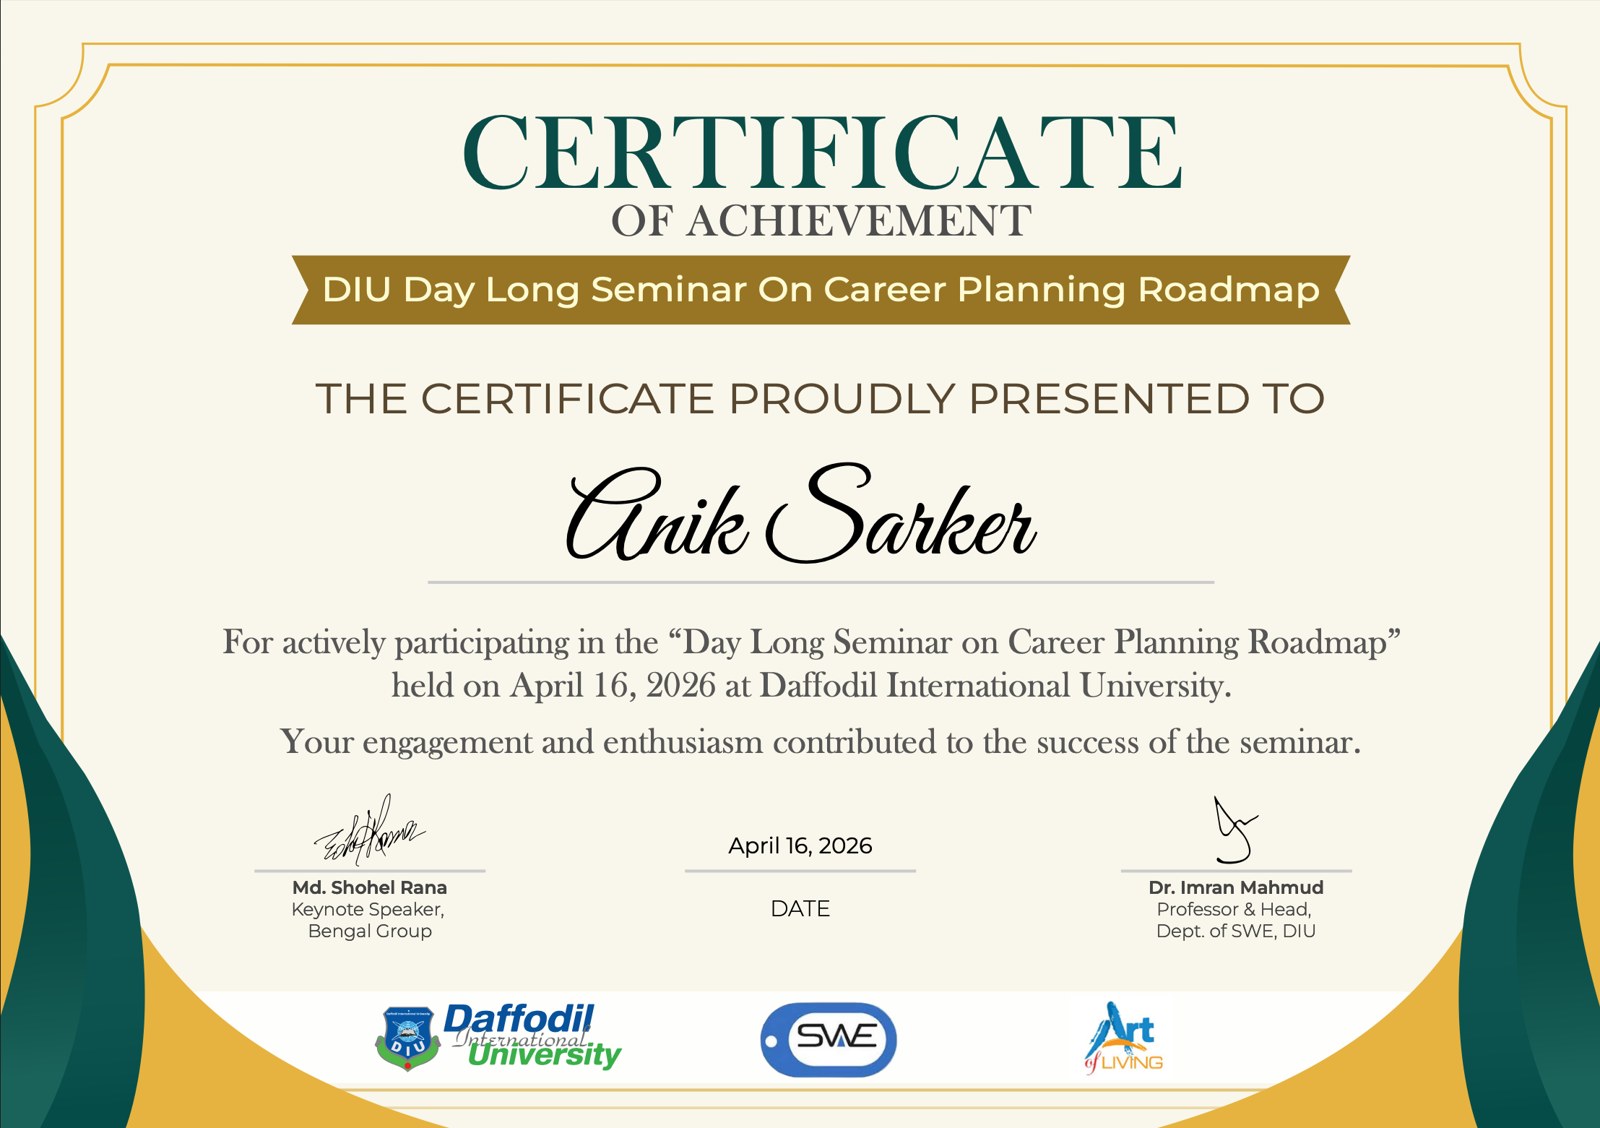 CERTIFICATE
OF ACHIEVEMENT
DIU Day Long Seminar On Career Planning Roadmap
THE CERTIFICATE PROUDLY PRESENTED TO
Anik Sarker
For actively participating in the “Day Long Seminar on Career Planning Roadmap”
held on April 16, 2026 at Daffodil International University.
Your engagement and enthusiasm contributed to the success of the seminar.
April 16, 2026
Md. Shohel Rana
Keynote Speaker,
Bengal Group
DATE
Dr. Imran Mahmud
Professor & Head,
Dept. of SWE, DIU
DIU
Daffodil
International
University
SWE
Art
of LIVING